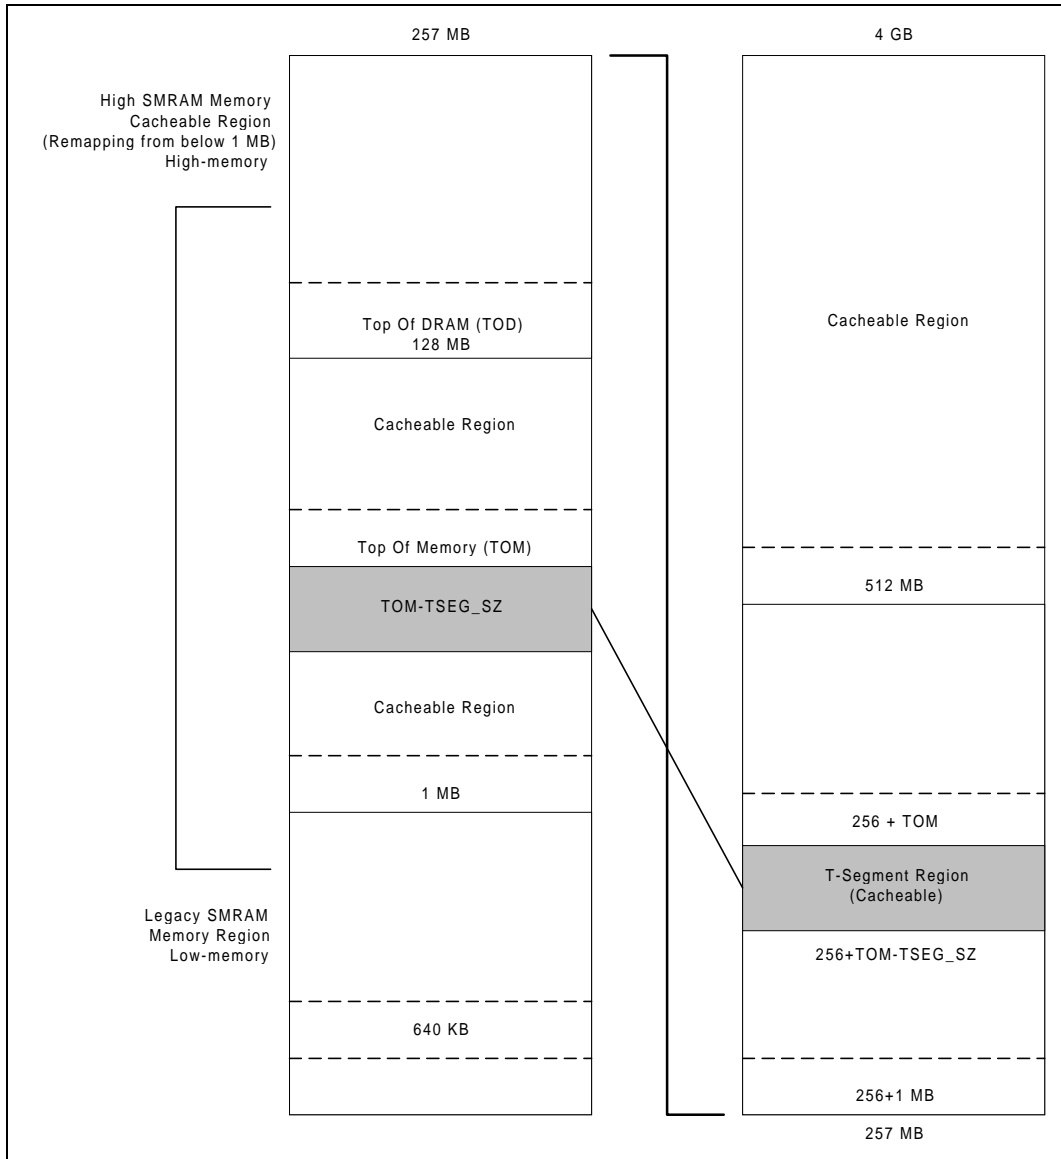 257 MB
High SMRAM Memory
Cacheable Region
(Remapping from below 1 MB)
High-memory
Top Of DRAM (TOD)
128 MB
Cacheable Region
Top Of Memory (TOM)
TOM-TSEG_SZ
Cacheable Region
1 MB
Legacy SMRAM
Memory Region
Low-memory
640 KB
4 GB
Cacheable Region
512 MB
256 + TOM
T-Segment Region
(Cacheable)
256+TOM-TSEG_SZ
256+1 MB
257 MB